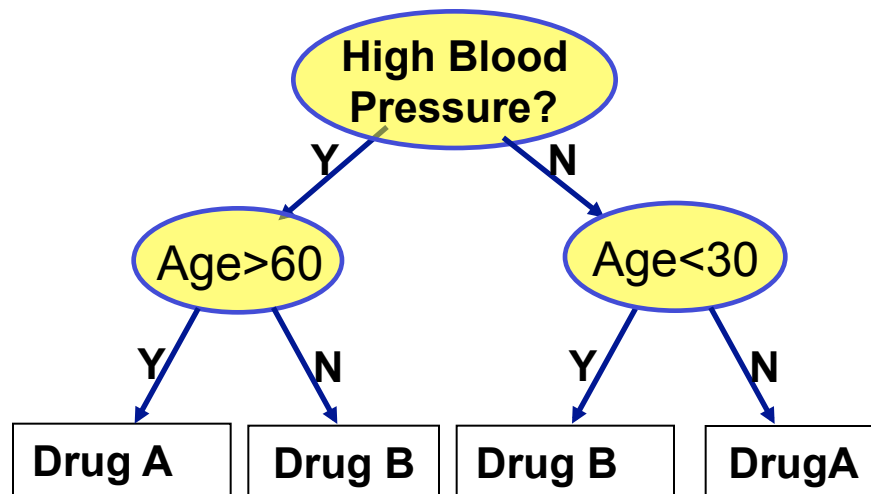 High Blood
Pressure?
Y
N
Age>60
Age<30
Y
N
Y
N
Drug A
Drug B
Drug B
DrugA